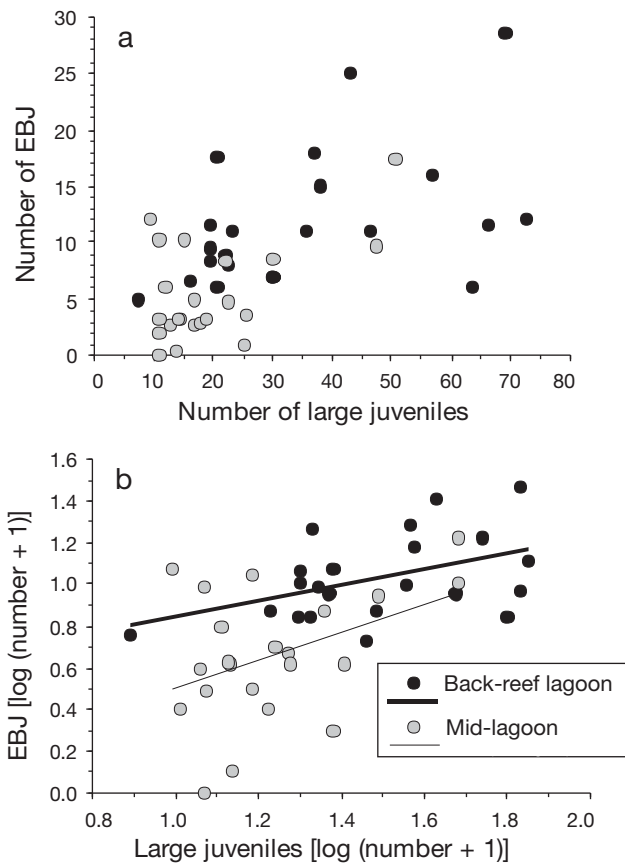 a
30
25
20
15
10
5
0
Number of EBJ
0 10 20 30 40 50 60 70 80
Number of large juveniles
b
1.6
1.4
1.2
1.0
0.8
0.6
0.4
0.2
0.0
EBJ [log (number + 1)]
Back-reef lagoon
Mid-lagoon
0.8 1.0 1.2 1.4 1.6 1.8 2.0
Large juveniles [log (number + 1)]